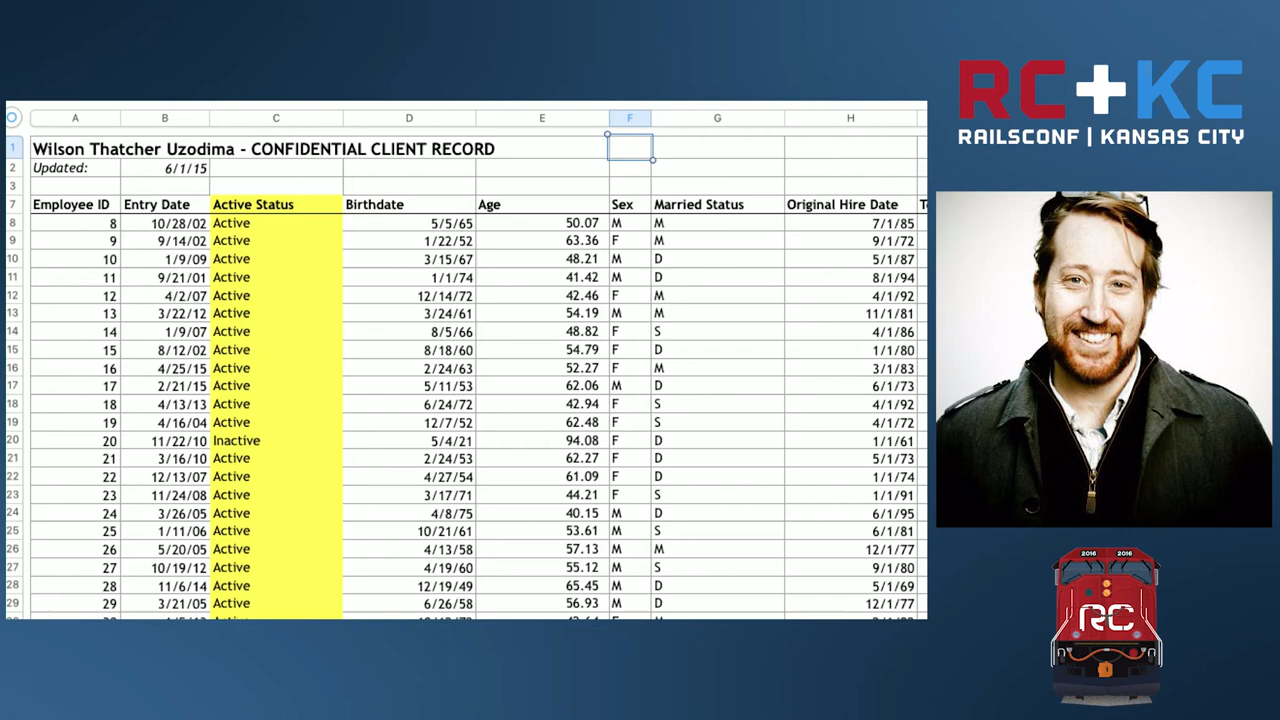 RC+KC
RAILSCONF | KANSAS CITY
A B C D E F G H
1 Wilson Thatcher Uzodima - CONFIDENTIAL CLIENT RECORD
2 Updated: 6/1/15
3
7 Employee ID Entry Date Active Status Birthdate Age Sex Married Status Original Hire Date
8 8 10/28/02 Active 5/5/65 50.07 M M 7/1/85
9 9 9/14/02 Active 1/22/52 63.36 F M 9/1/72
10 10 1/9/09 Active 3/15/67 48.21 M D 5/1/87
11 11 9/21/01 Active 1/1/74 41.42 M D 8/1/94
12 12 4/2/07 Active 12/14/72 42.46 F M 4/1/92
13 13 3/22/12 Active 3/24/61 54.19 M M 11/1/81
14 14 1/9/07 Active 8/5/66 48.82 F S 4/1/86
15 15 8/12/02 Active 8/18/60 54.79 F D 1/1/80
16 16 4/25/15 Active 2/24/63 52.27 F M 3/1/83
17 17 2/21/15 Active 5/11/53 62.06 M D 6/1/73
18 18 4/13/13 Active 6/24/72 42.94 F S 4/1/92
19 19 4/16/04 Active 12/7/52 62.48 F S 4/1/72
20 20 11/22/10 Inactive 5/4/21 94.08 F D 1/1/61
21 21 3/16/10 Active 2/24/53 62.27 F D 5/1/73
22 22 12/13/07 Active 4/27/54 61.09 F M 1/1/74
23 23 11/24/08 Active 3/17/71 44.21 F S 1/1/91
24 24 3/26/05 Active 4/8/75 40.15 M D 6/1/95
25 25 1/11/06 Active 10/21/61 53.61 M S 6/1/81
26 26 5/20/05 Active 4/13/58 57.13 M M 12/1/77
27 27 10/19/12 Active 4/19/60 55.12 M S 9/1/80
28 28 11/6/14 Active 12/19/49 65.45 M D 5/1/69
29 29 3/21/05 Active 6/26/58 56.93 M D 12/1/77
2016 2016
RC